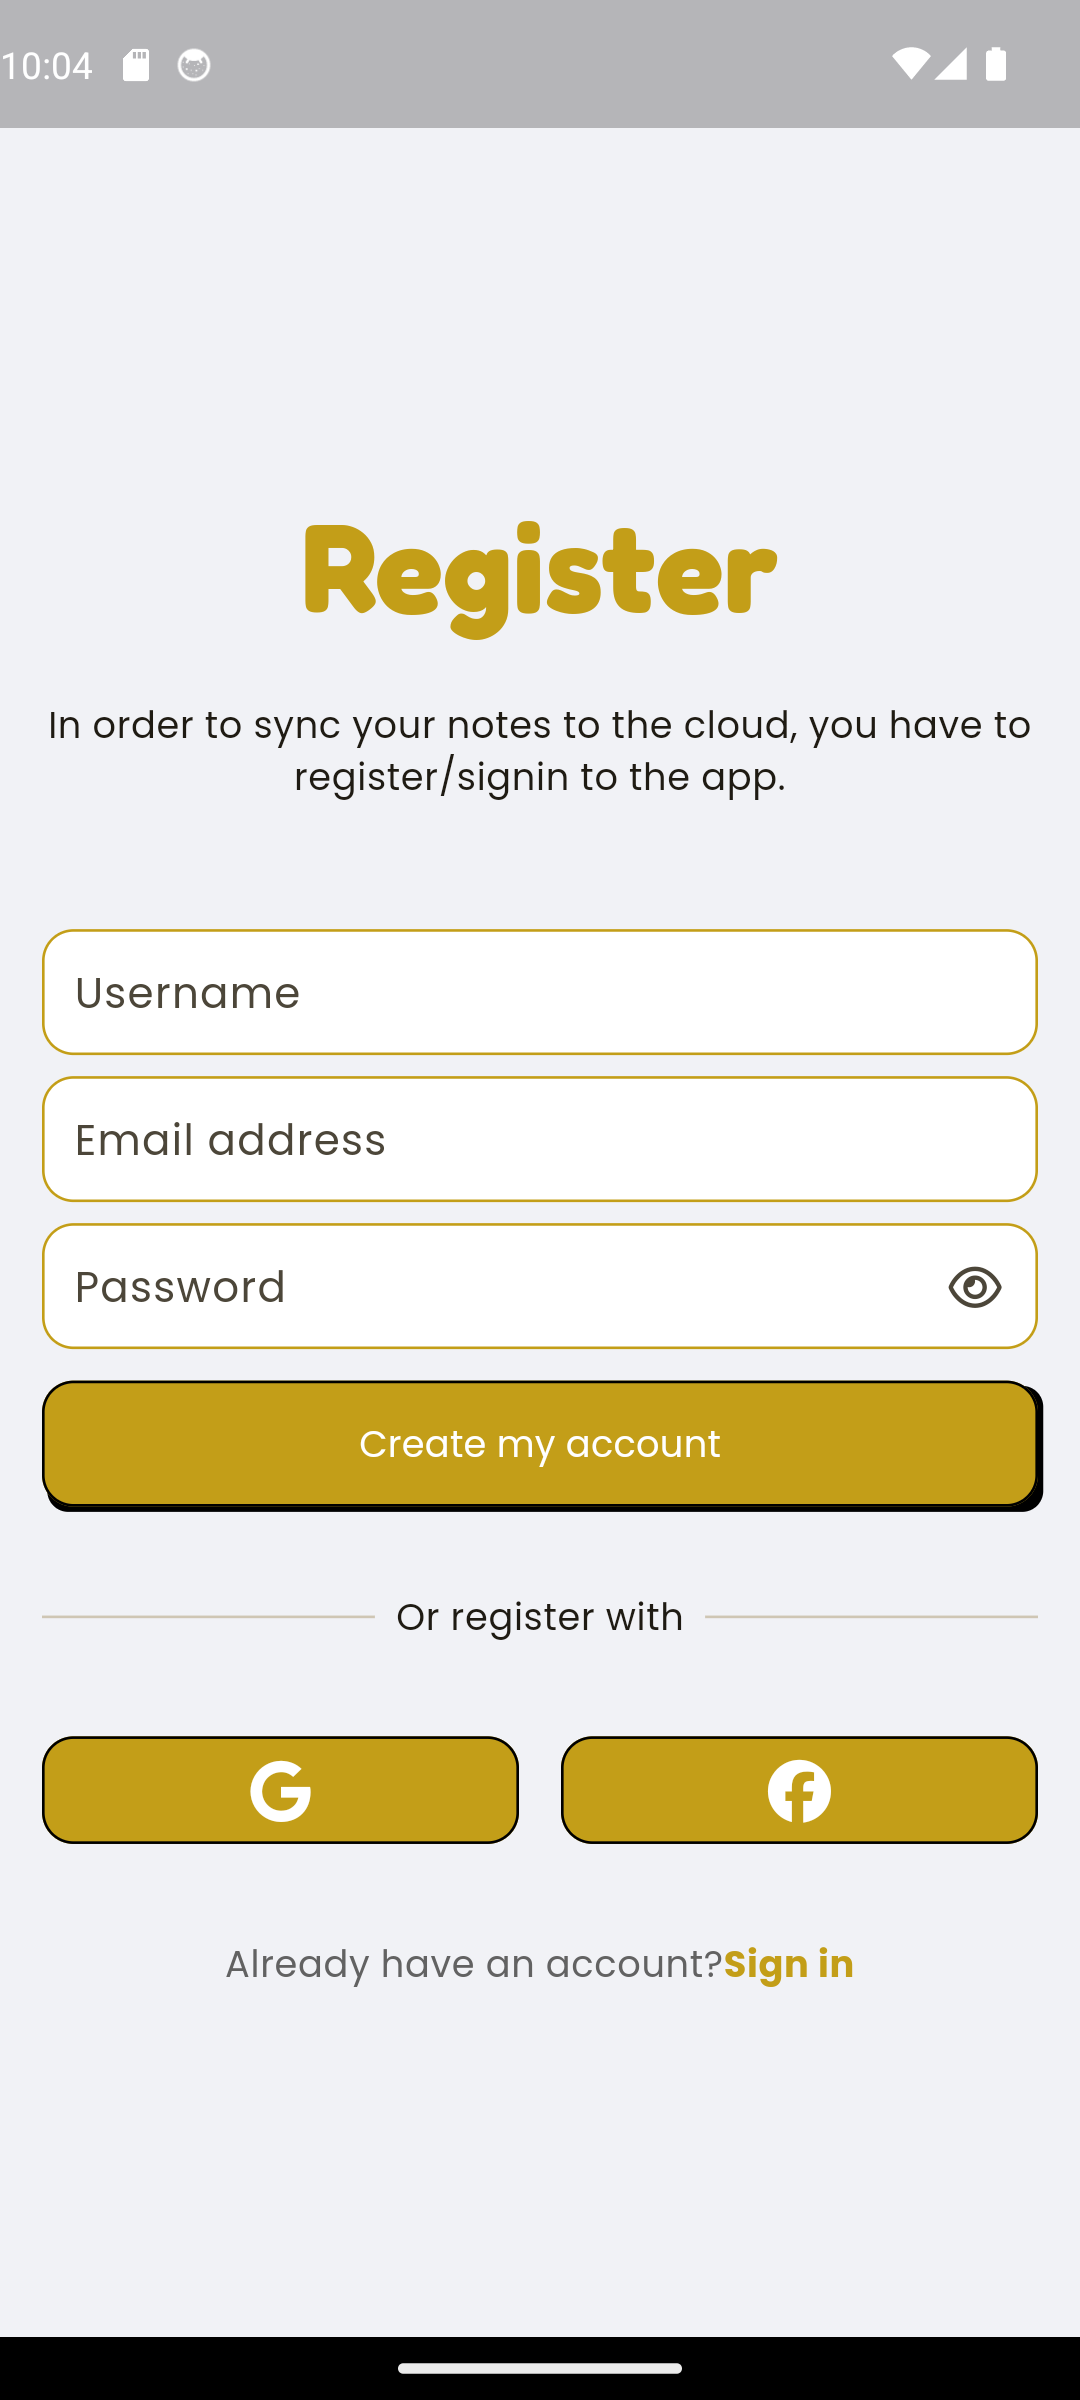 10:04
Register
In order to sync your notes to the cloud, you have to
register/signin to the app.
Username
Email address
Password
Create my account
Or register with
Already have an account?Sign in